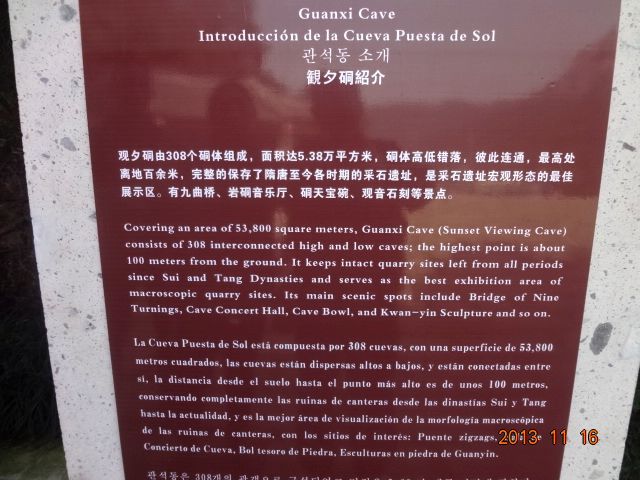 Guanxi Cave
Introducción de la Cueva Puesta de Sol
관석동 소개
観夕硐紹介
观夕硐由308个硐体组成，面积达5.38万平方米，硐体高低错落，彼此连通，最高处
离地百余米，完整的保存了隋唐至今各时期的采石遗址，是采石遗址宏观形态的最佳
展示区。有九曲桥、岩硐音乐厅、硐天宝碗、观音石刻等景点。
Covering an area of 53,800 square meters, Guanxi Cave (Sunset Viewing Cave)
consists of 308 interconnected high and low caves; the highest point is about
100 meters from the ground. It keeps intact quarry sites left from all periods
since Sui and Tang Dynasties and serves as the best exhibition area of
macroscopic quarry sites. Its main scenic spots include Bridge of Nine
Turnings, Cave Concert Hall, Cave Bowl, and Kwan-yin Sculpture and so on.
La Cueva Puesta de Sol está compuesta por 308 cuevas, con una superficie de 53,800
metros cuadrados, las cuevas están dispersas altos a bajos, y están conectadas entre
sí, la distancia desde el suelo hasta el punto más alto es de unos 100 metros,
conservando completamente las ruinas de canteras desde las dinastías Sui y Tang
hasta la actualidad, y es la mejor área de visualización de la morfología macroscópica
de las ruinas de canteras, con los sitios de interés: Puente zigzags, de
Concierto de Cueva, Bol tesoro de Piedra, Esculturas en piedra de Guanyin.
관석동은 308개의
2013 11 16